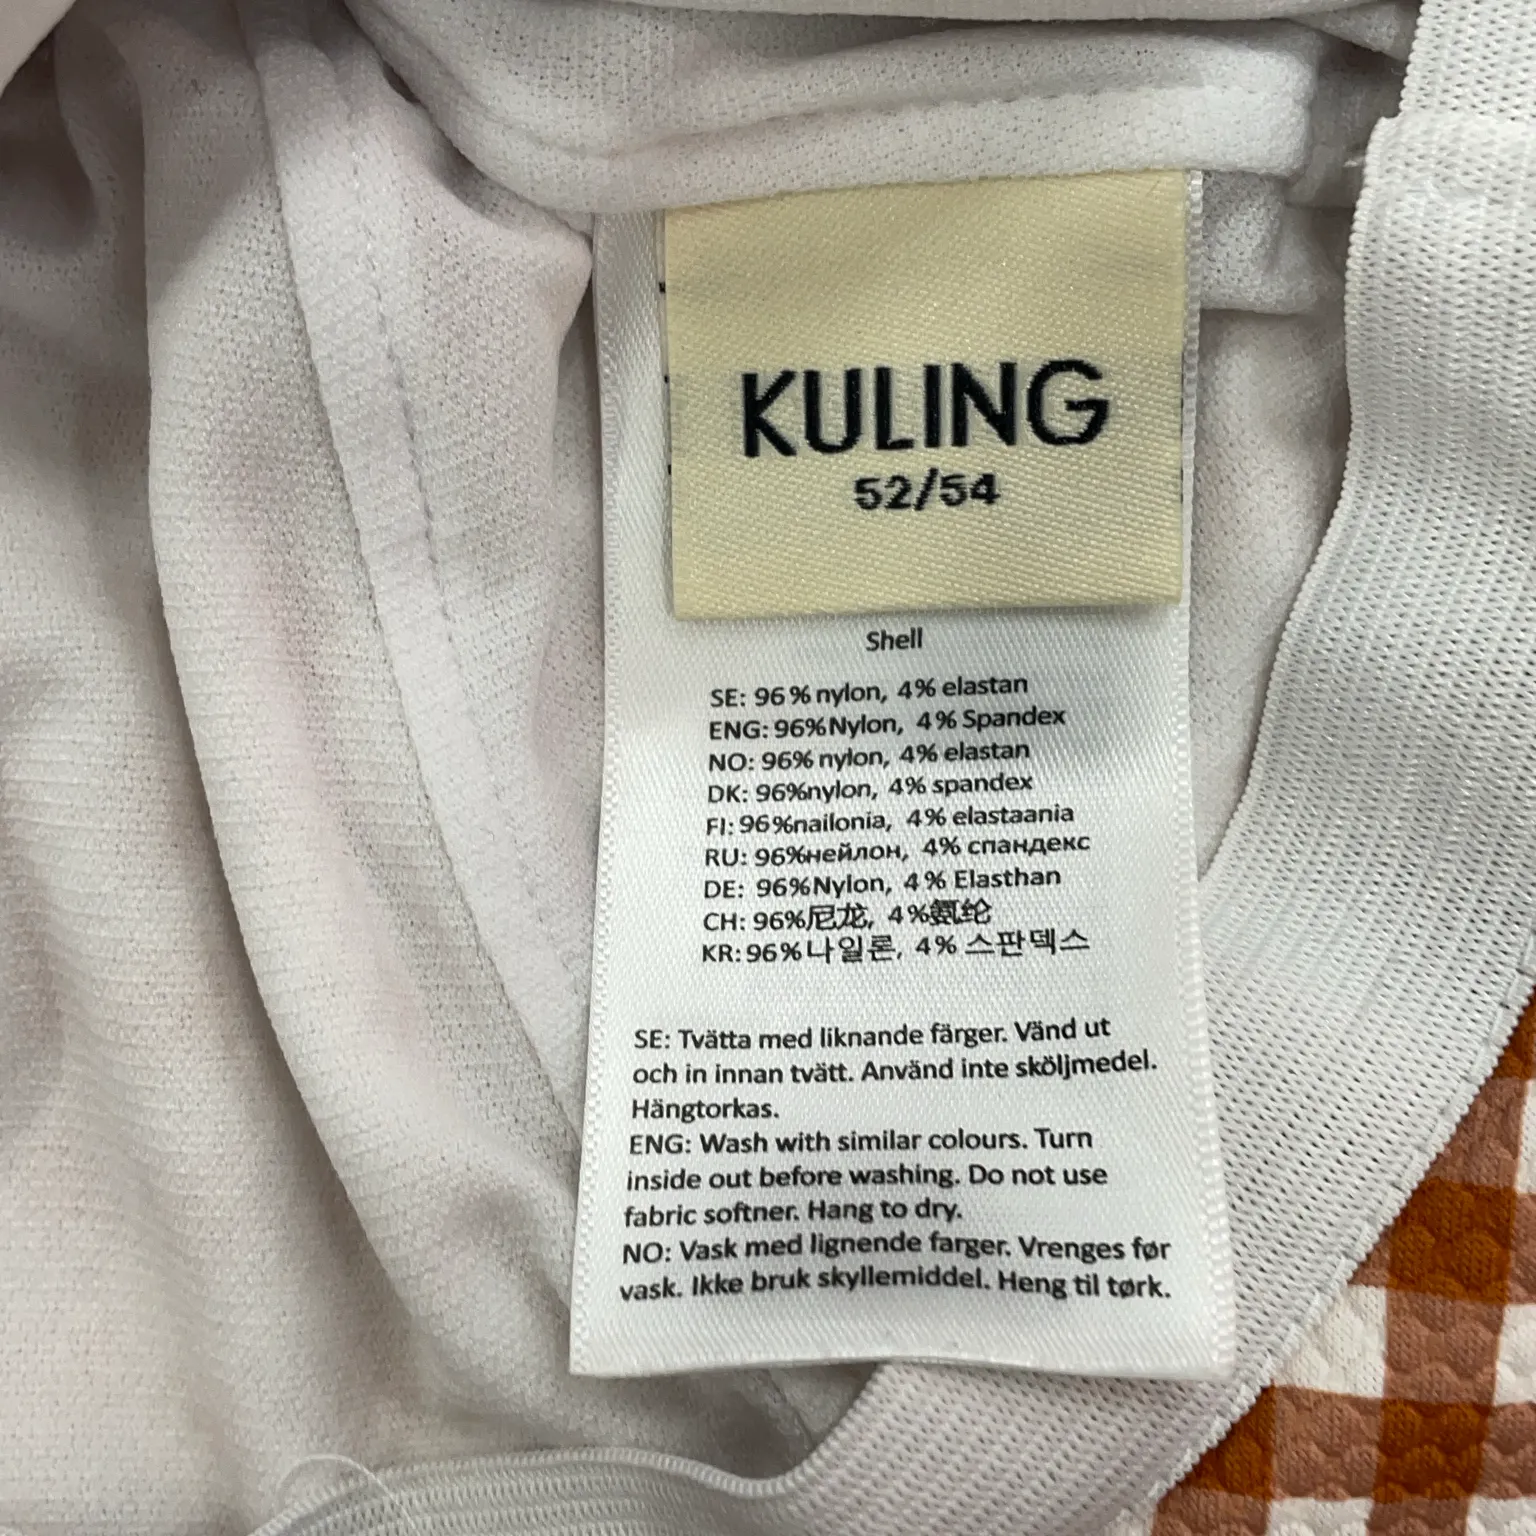 KULING
52/54
Shell
SE: 96% nylon, 4% elastan
ENG: 96%Nylon, 4% Spandex
NO: 96% nylon, 4% elastan
DK: 96%nylon, 4% spandex
FI: 96%nailonia, 4% elastaania
RU: 96%нейлон, 4% спандекс
DE: 96%Nylon, 4% Elasthan
CH: 96%尼龙, 4%氨纶
KR: 96%나일론, 4% 스판덱스
SE: Tvätta med liknande färger. Vänd ut
och in innan tvätt. Använd inte sköljmedel.
Hängtorkas.
ENG: Wash with similar colours. Turn
inside out before washing. Do not use
fabric softner. Hang to dry.
NO: Vask med lignende farger. Vrenges før
vask. Ikke bruk skyllemiddel. Heng til tørk.